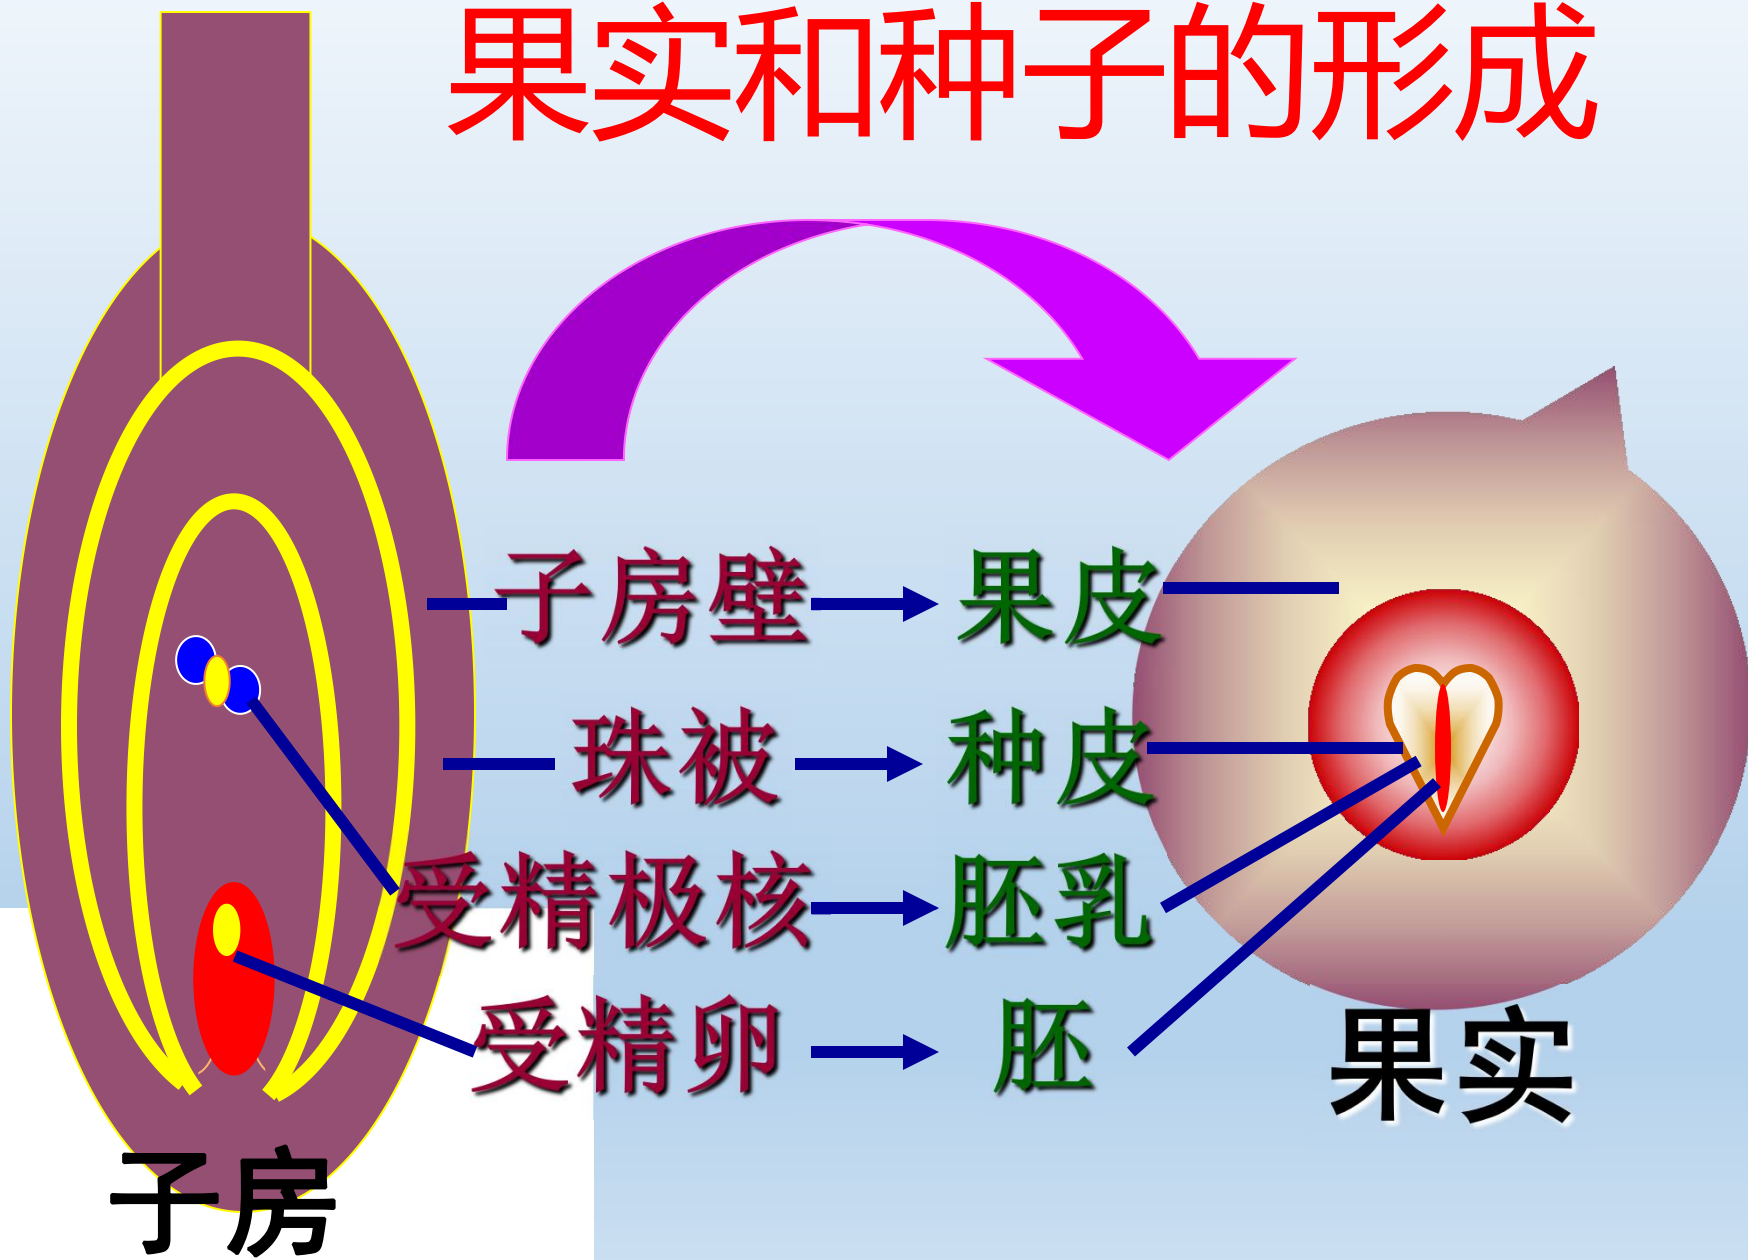 果实和种子的形成
子房壁 果皮
珠被 种皮
受精极核 胚乳
受精卵 胚
果实
子房